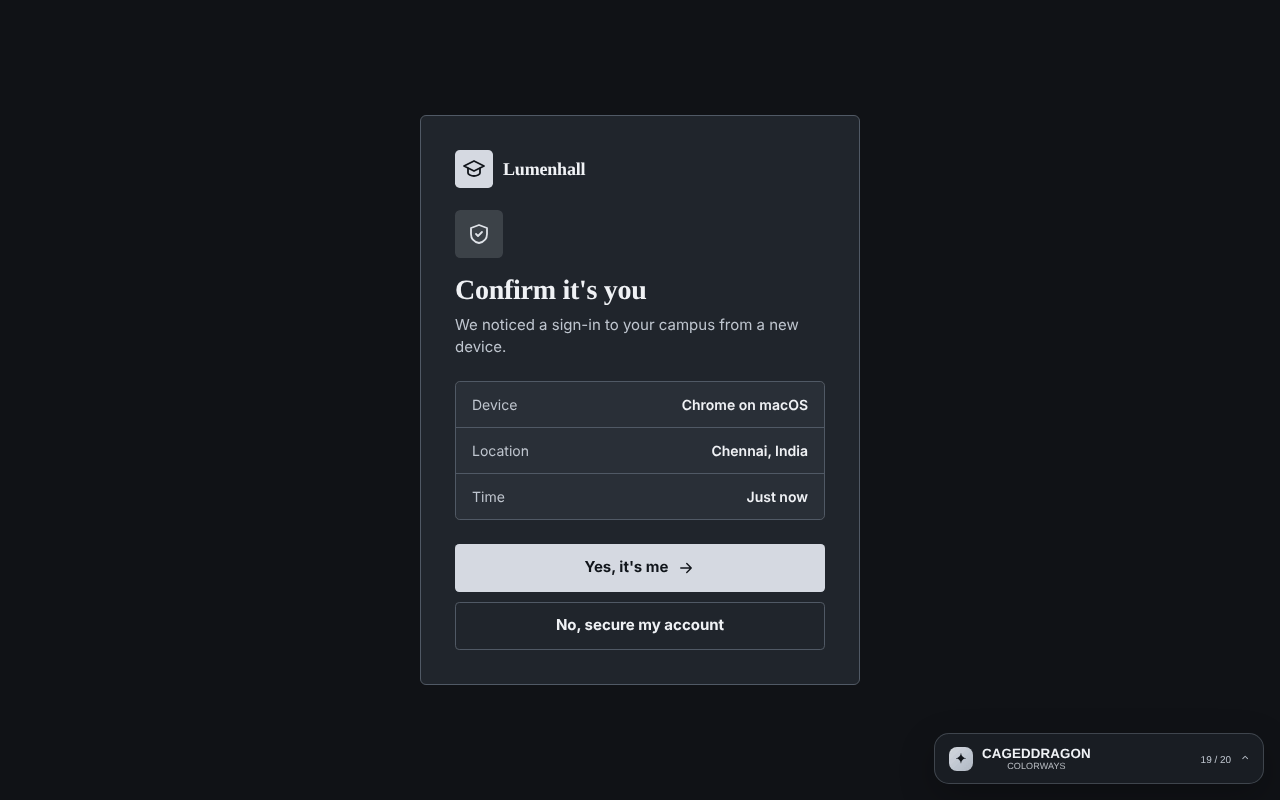 Lumenhall
Confirm it's you
We noticed a sign-in to your campus from a new
device.
Device Chrome on macOS
Location Chennai, India
Time Just now
Yes, it's me →
No, secure my account
CAGEDDRAGON
COLORWAYS
19 / 20